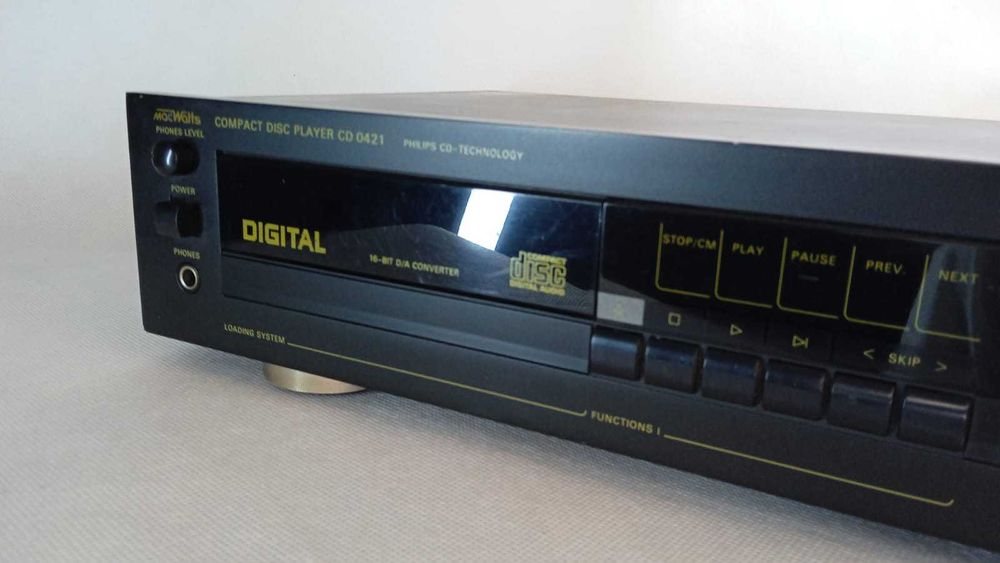 MacWatts
COMPACT DISC PLAYER CD 0421
PHILIPS CD-TECHNOLOGY
PHONES LEVEL
POWER
PHONES
DIGITAL
16-BIT D/A CONVERTER
COMPACT
disc
DIGITAL AUDIO
STOP/CM
PLAY
PAUSE
PREV.
NEXT
< SKIP >
LOADING SYSTEM
FUNCTIONS I